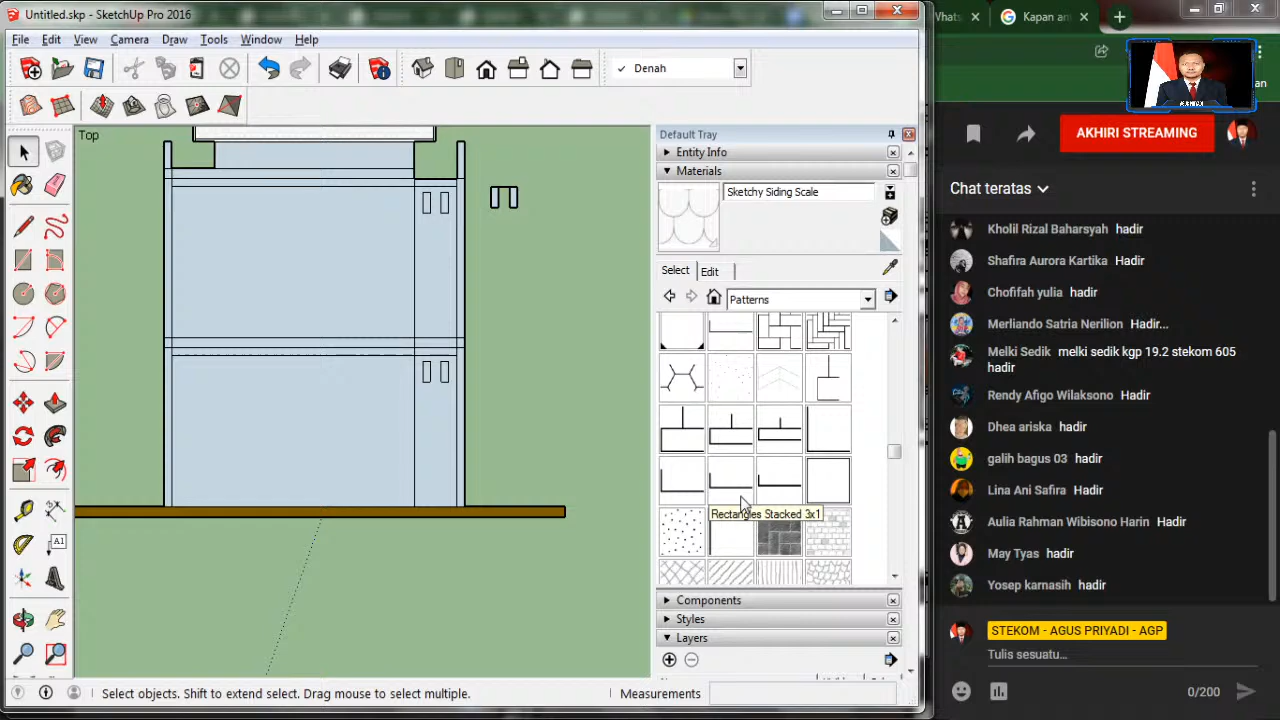 Untitled.skp - SketchUp Pro 2016
Whats
Kapan an
File Edit View Camera Draw Tools Window Help
Denah
an
AKHIRI STREAMING
Top
Default Tray
Entity Info
Materials
Sketchy Siding Scale
Select Edit
Patterns
Rectangles Stacked 3x1
Components
Styles
Layers
A1
Select objects. Shift to extend select. Drag mouse to select multiple.
Measurements
Chat teratas
Kholil Rizal Baharsyah hadir
Shafira Aurora Kartika Hadir
Chofifah yulia hadir
Merliando Satria Nerilion Hadir...
Melki Sedik melki sedik kgp 19.2 stekom 605
hadir
Rendy Afigo Wilaksono Hadir
Dhea ariska hadir
galih bagus 03 hadir
Lina Ani Safira Hadir
Aulia Rahman Wibisono Harin Hadir
May Tyas hadir
Yosep karnasih hadir
STEKOM - AGUS PRIYADI - AGP
Tulis sesuatu...
0/200